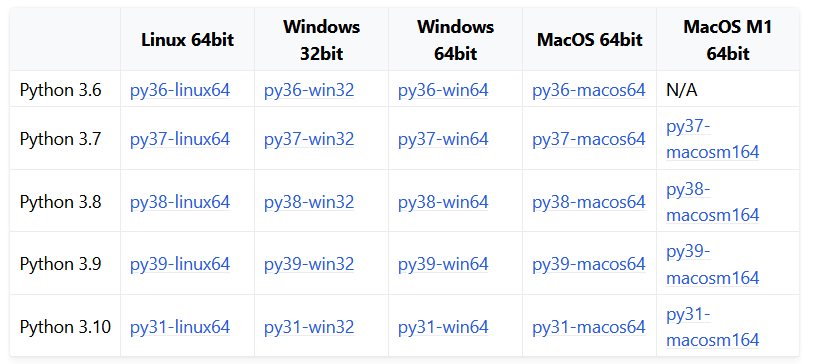 Linux 64bit Windows 32bit Windows 64bit MacOS 64bit MacOS M1 64bit
Python 3.6 py36-linux64 py36-win32 py36-win64 py36-macos64 N/A
Python 3.7 py37-linux64 py37-win32 py37-win64 py37-macos64 py37-macosm164
Python 3.8 py38-linux64 py38-win32 py38-win64 py38-macos64 py38-macosm164
Python 3.9 py39-linux64 py39-win32 py39-win64 py39-macos64 py39-macosm164
Python 3.10 py31-linux64 py31-win32 py31-win64 py31-macos64 py31-macosm164